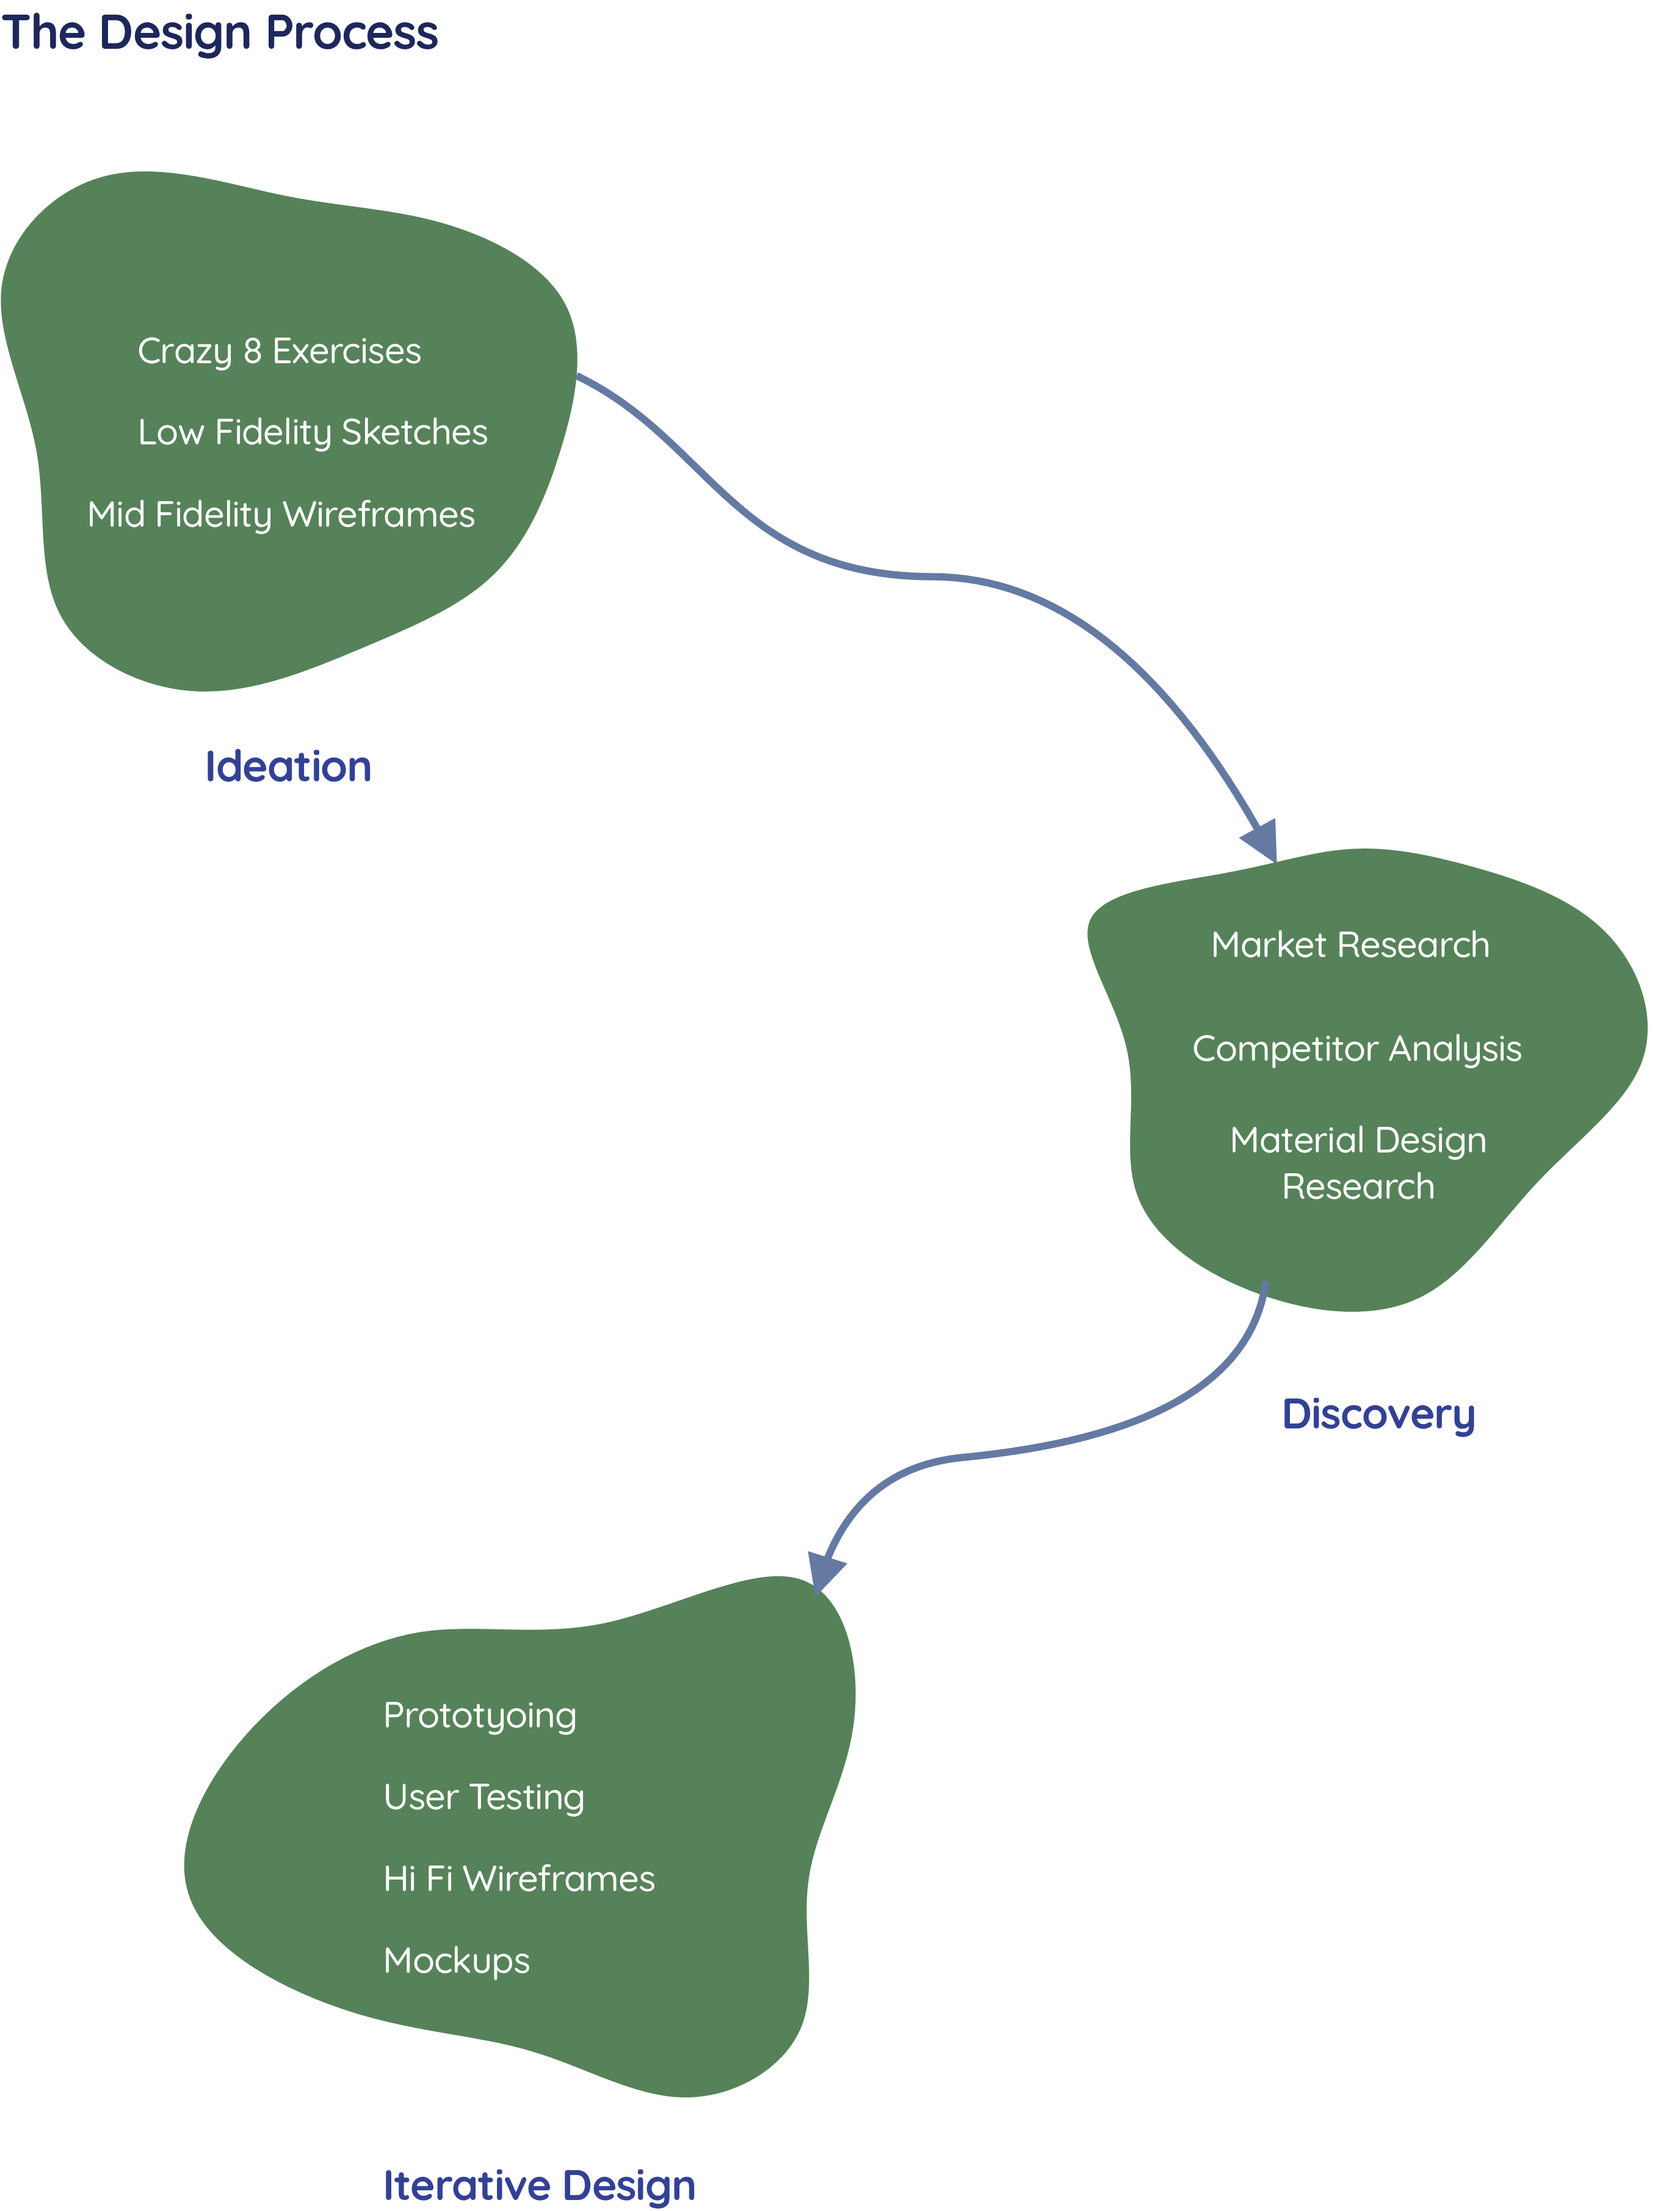 The Design Process
Crazy 8 Exercises
Low Fidelity Sketches
Mid Fidelity Wireframes
Ideation
Market Research
Competitor Analysis
Material Design
Research
Discovery
Prototyoing
User Testing
Hi Fi Wireframes
Mockups
Iterative Design